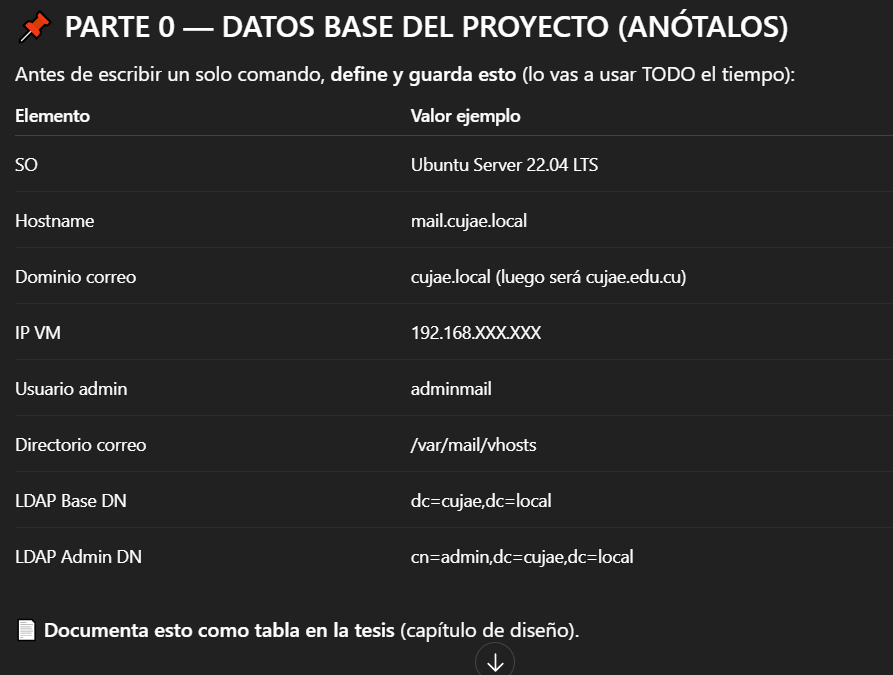 📌 PARTE 0 — DATOS BASE DEL PROYECTO (ANÓTALOS)
Antes de escribir un solo comando, define y guarda esto (lo vas a usar TODO el tiempo):
Elemento Valor ejemplo
SO Ubuntu Server 22.04 LTS
Hostname mail.cujae.local
Dominio correo cujae.local (luego será cujae.edu.cu)
IP VM 192.168.XXX.XXX
Usuario admin adminmail
Directorio correo /var/mail/vhosts
LDAP Base DN dc=cujae,dc=local
LDAP Admin DN cn=admin,dc=cujae,dc=local
📄 Documenta esto como tabla en la tesis (capítulo de diseño).